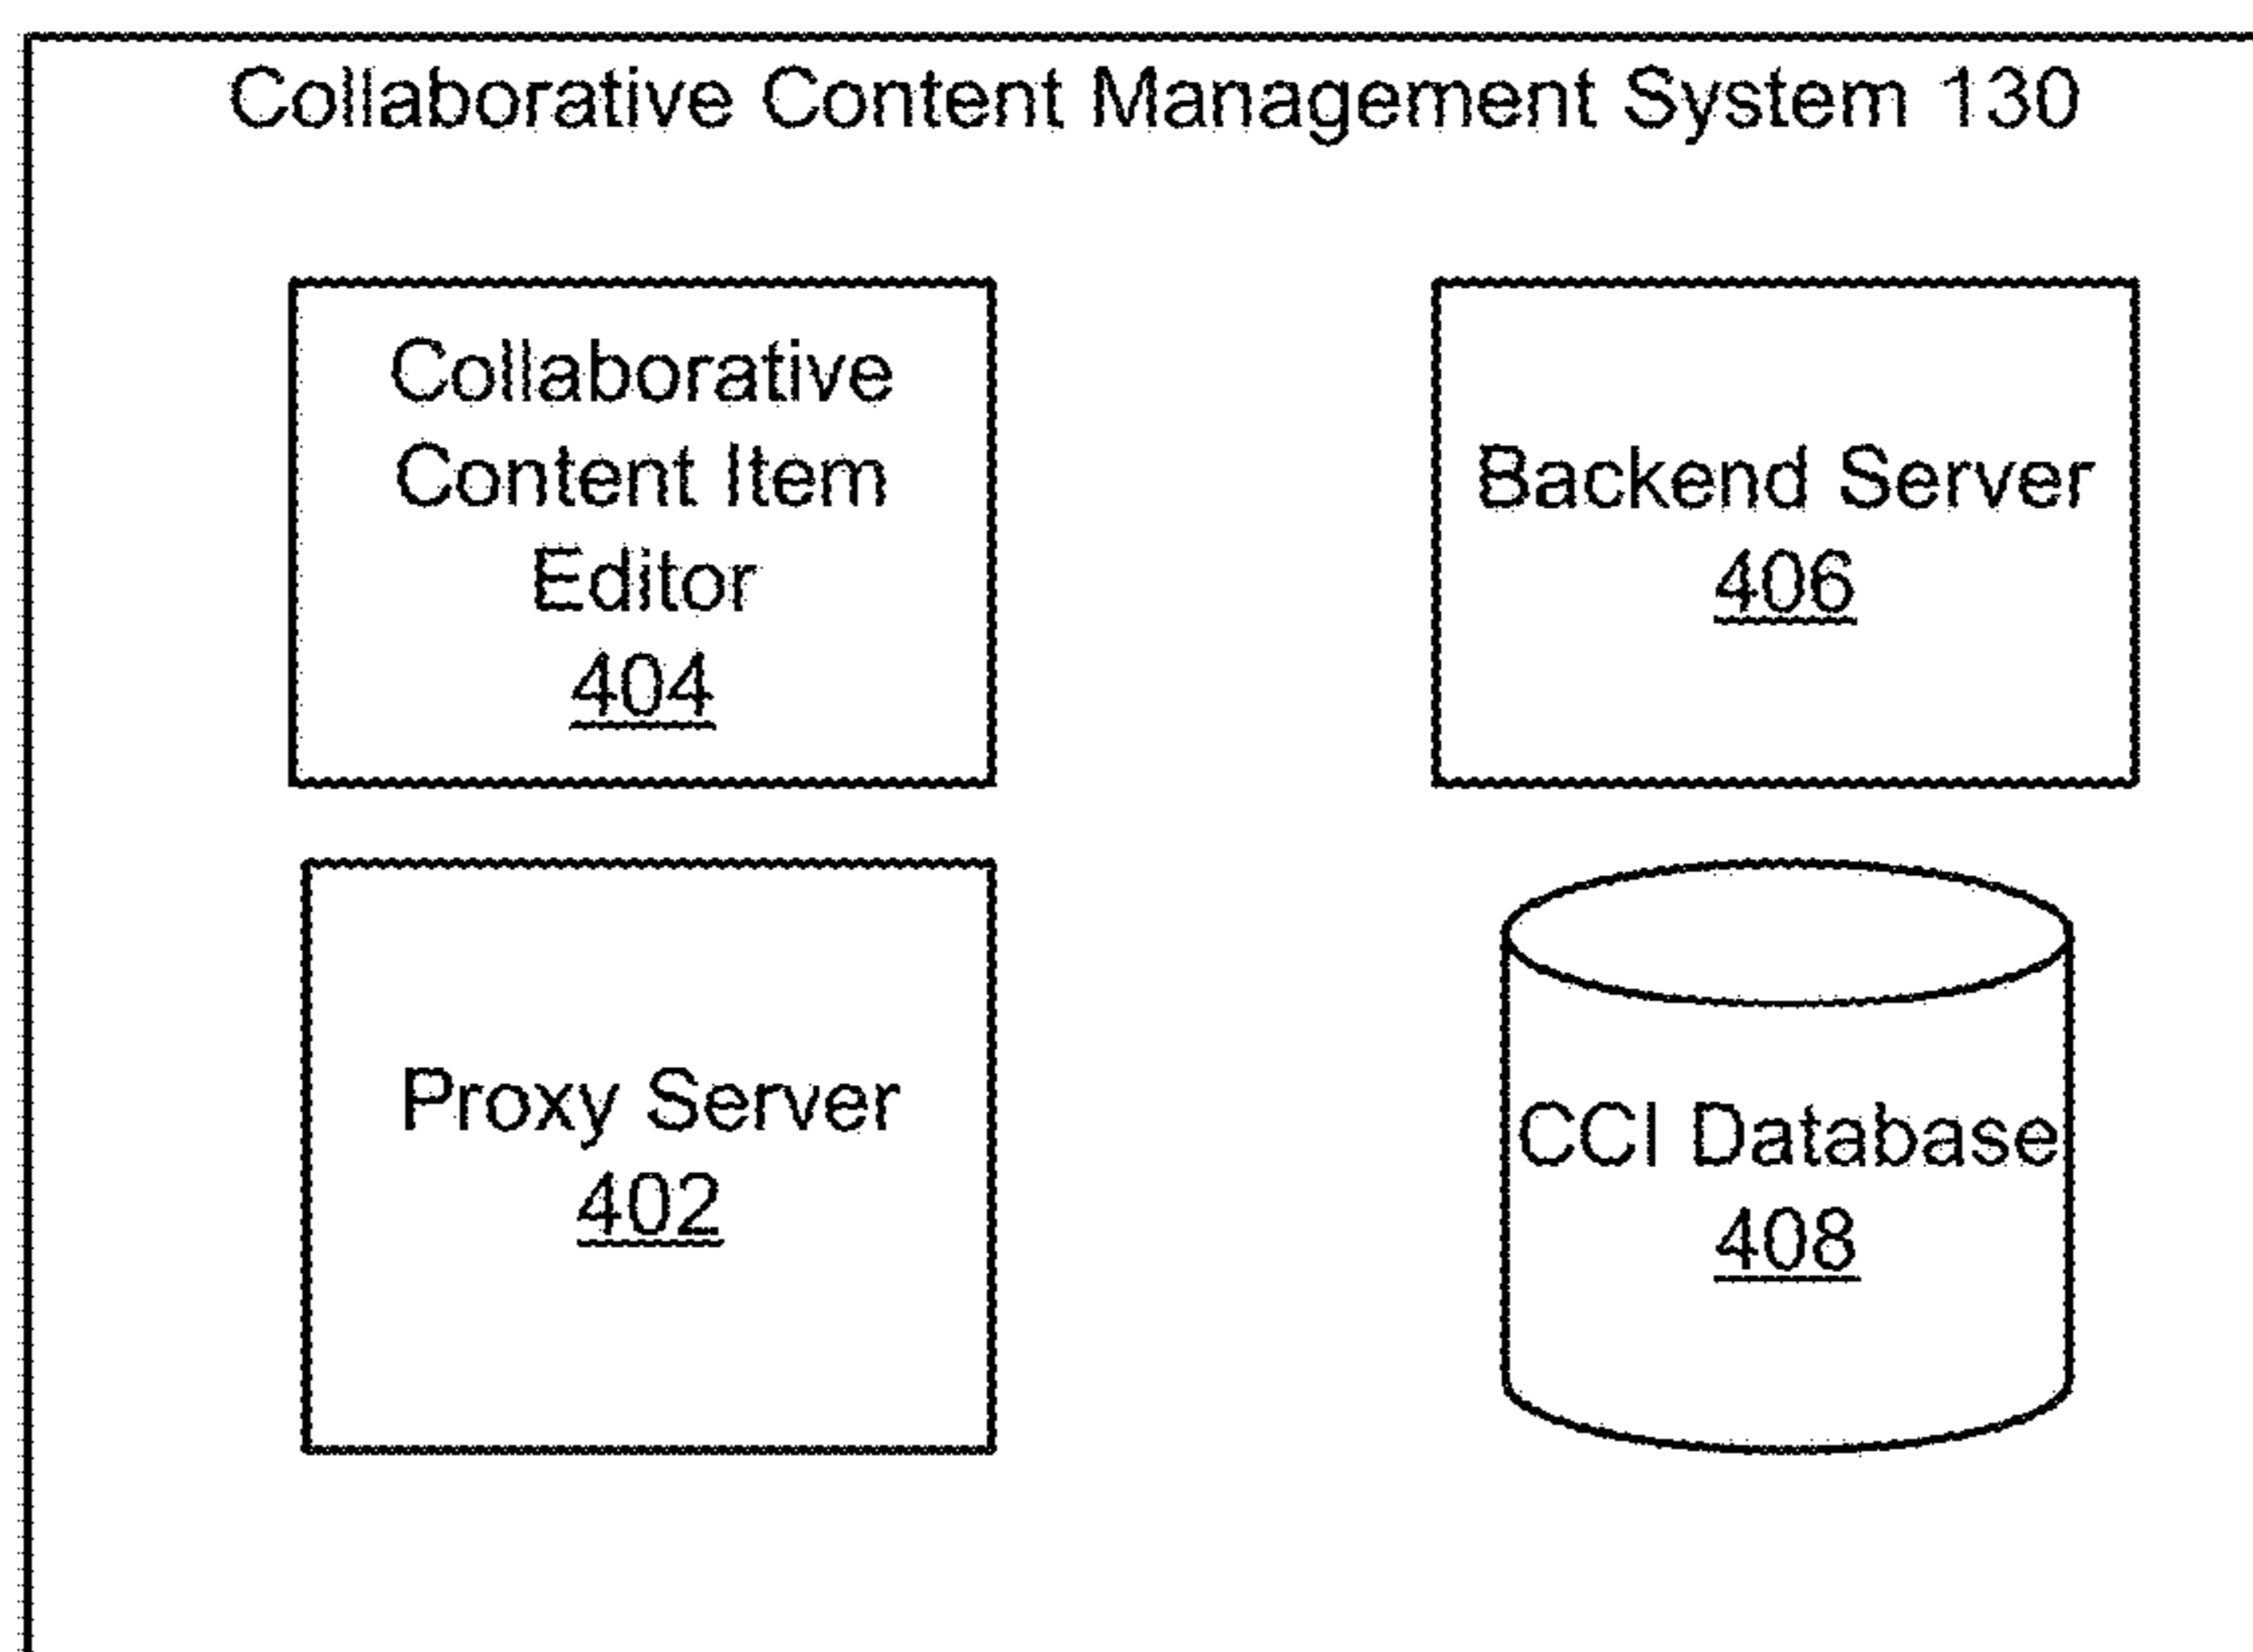 Collaborative Content Management System 130
Collaborative
Content Item
Editor
404
Backend Server
406
Proxy Server
402
CCI Database
408